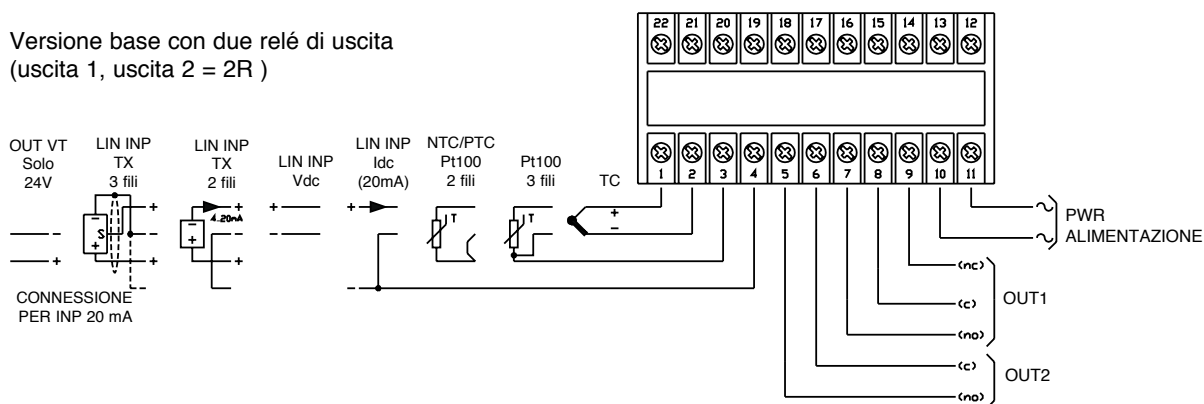 Versione base con due relé di uscita
(uscita 1, uscita 2 = 2R )
22 21 20 19 18 17 16 15 14 13 12
1 2 3 4 5 6 7 8 9 10 11
OUT VT
Solo
24V
LIN INP
TX
3 fili
LIN INP
TX
2 fili
LIN INP
Vdc
LIN INP
Idc
(20mA)
NTC/PTC
Pt100
2 fili
Pt100
3 fili
TC
+
−
+
−
S
+
+
−
+
−
4..20mA
−
+
+
−
+
−
+
−
+
−
T
T
+
−
CONNESSIONE
PER INP 20 mA
PWR
ALIMENTAZIONE
(nc)
(c)
(no)
OUT1
(c)
(no)
OUT2